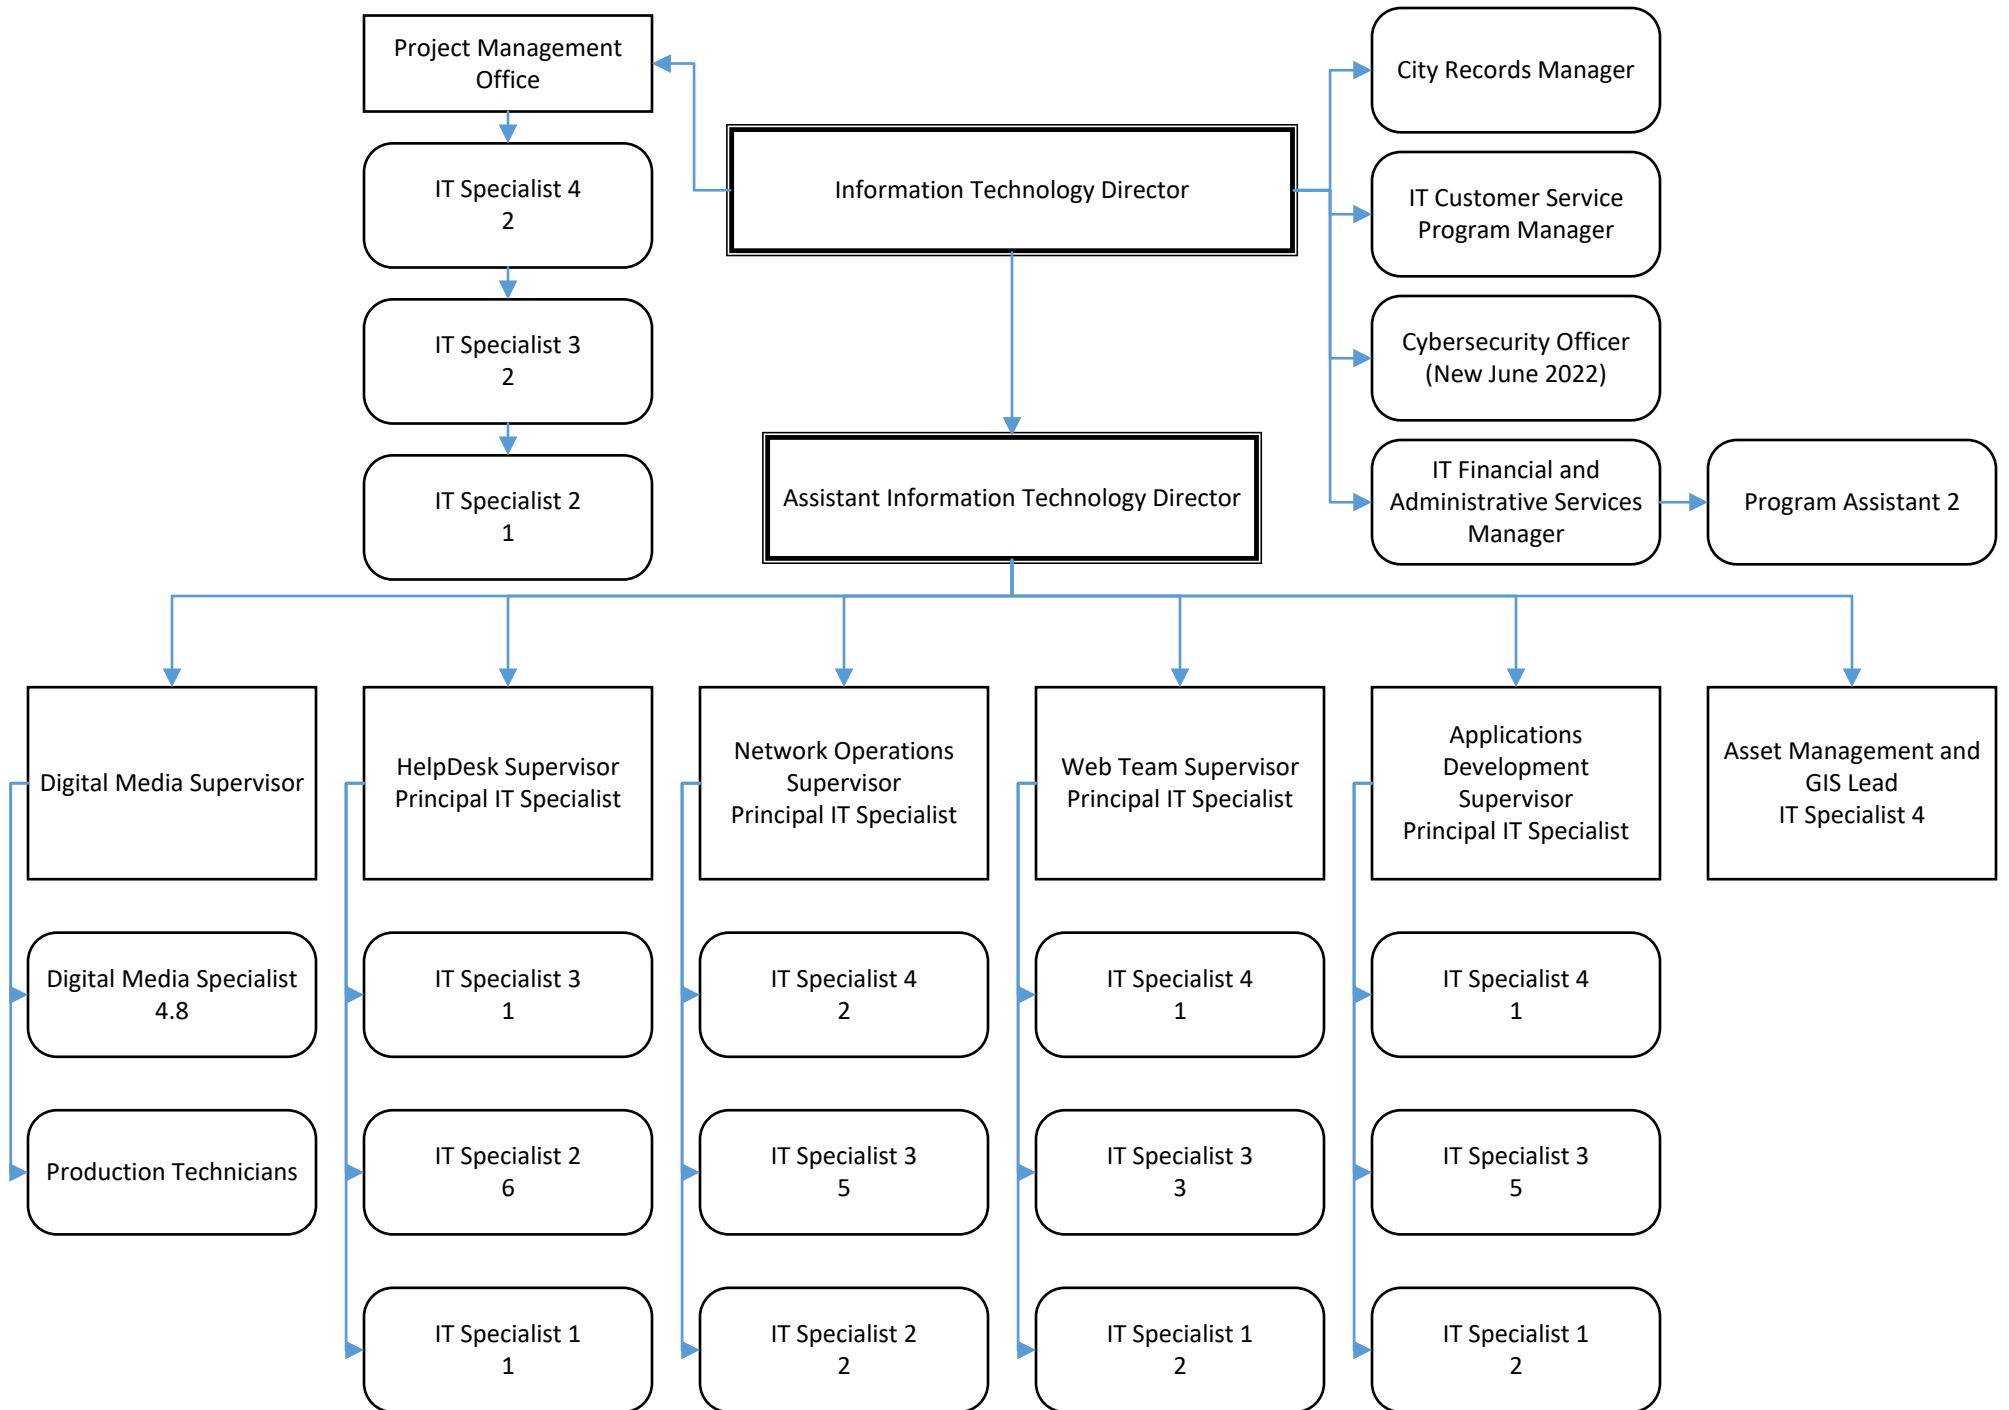 Project Management
Office
IT Specialist 4
2
IT Specialist 3
2
IT Specialist 2
1
Information Technology Director
Assistant Information Technology Director
City Records Manager
IT Customer Service
Program Manager
Cybersecurity Officer
(New June 2022)
IT Financial and
Administrative Services
Manager
Program Assistant 2
Digital Media Supervisor
Digital Media Specialist
4.8
Production Technicians
HelpDesk Supervisor
Principal IT Specialist
IT Specialist 3
1
IT Specialist 2
6
IT Specialist 1
1
Network Operations
Supervisor
Principal IT Specialist
IT Specialist 4
2
IT Specialist 3
5
IT Specialist 2
2
Web Team Supervisor
Principal IT Specialist
IT Specialist 4
1
IT Specialist 3
3
IT Specialist 1
2
Applications
Development
Supervisor
Principal IT Specialist
IT Specialist 4
1
IT Specialist 3
5
IT Specialist 1
2
Asset Management and
GIS Lead
IT Specialist 4